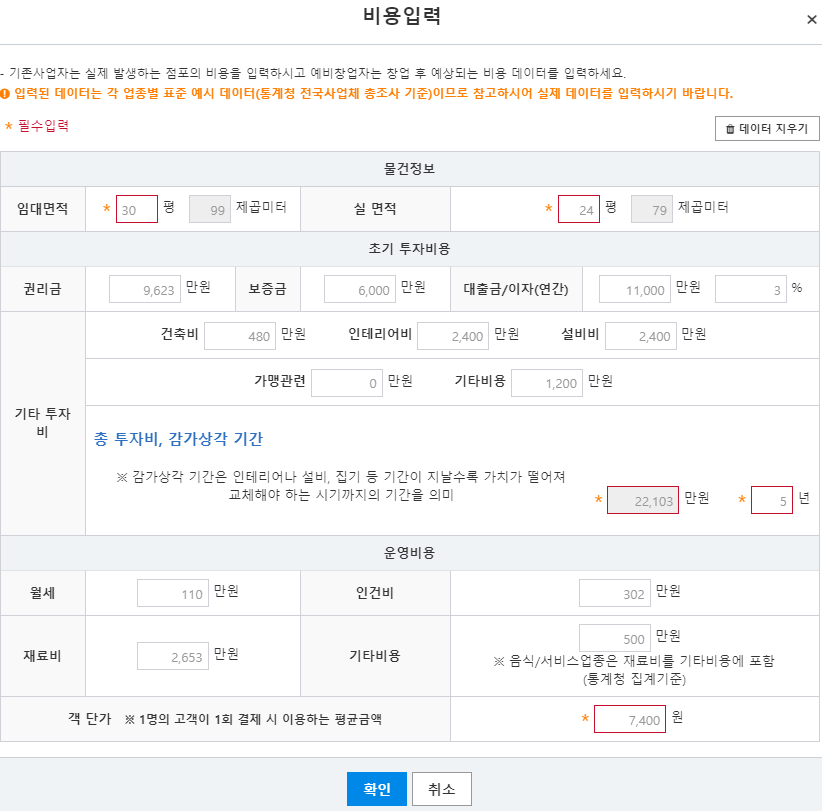 비용입력
×
- 기존사업자는 실제 발생하는 점포의 비용을 입력하시고 예비창업자는 창업 후 예상되는 비용 데이터를 입력하세요.
! 입력된 데이터는 각 업종별 표준 예시 데이터(통계청 전국사업체 총조사 기준)이므로 참고하시어 실제 데이터를 입력하시기 바랍니다.
* 필수입력
데이터 지우기
물건정보
임대면적 * 30 평 99 제곱미터 실 면적 * 24 평 79 제곱미터
초기 투자비용
권리금 9,623 만원 보증금 6,000 만원 대출금/이자(연간) 11,000 만원 3 %
건축비 480 만원 인테리어비 2,400 만원 설비비 2,400 만원
가맹관련 0 만원 기타비용 1,200 만원
기타 투자
비
총 투자비, 감가상각 기간
※ 감가상각 기간은 인테리어나 설비, 집기 등 기간이 지날수록 가치가 떨어져
교체해야 하는 시기까지의 기간을 의미
* 22,103 만원 * 5 년
운영비용
월세 110 만원 인건비 302 만원
재료비 2,653 만원 기타비용 500 만원
※ 음식/서비스업종은 재료비를 기타비용에 포함
(통계청 집계기준)
객 단가 ※ 1명의 고객이 1회 결제 시 이용하는 평균금액 * 7,400 원
확인 취소